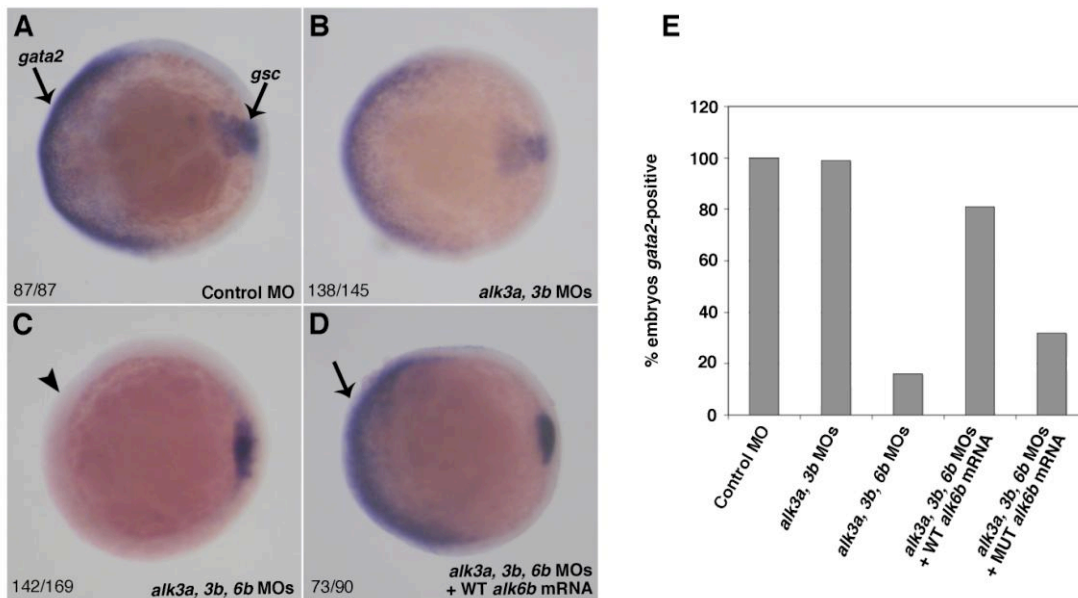 A
gata2
gsc
87/87
Control MO
B
138/145
alk3a, 3b MOs
C
142/169
alk3a, 3b, 6b MOs
D
73/90
alk3a, 3b, 6b MOs
+ WT alk6b mRNA
E
% embryos gata2-positive
120
100
80
60
40
20
0
Control MO
alk3a, 3b MOs
alk3a, 3b, 6b MOs
alk3a, 3b, 6b MOs
+ WT alk6b mRNA
alk3a, 3b, 6b MOs
+ MUT alk6b mRNA